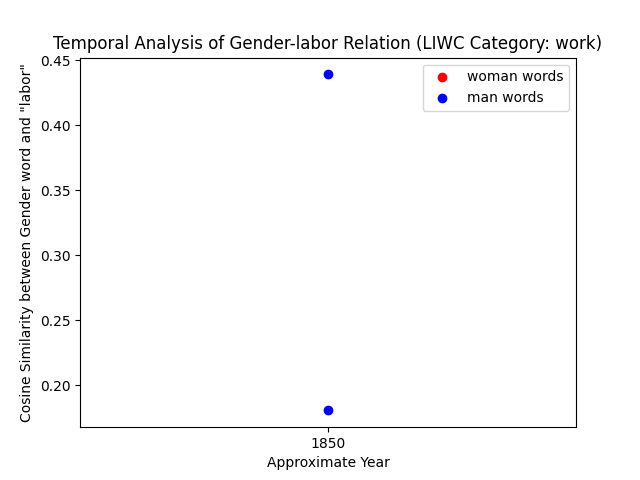 Temporal Analysis of Gender-labor Relation (LIWC Category: work)
Cosine Similarity between Gender word and "labor"
0.45
0.40
0.35
0.30
0.25
0.20
woman words
man words
1850
Approximate Year